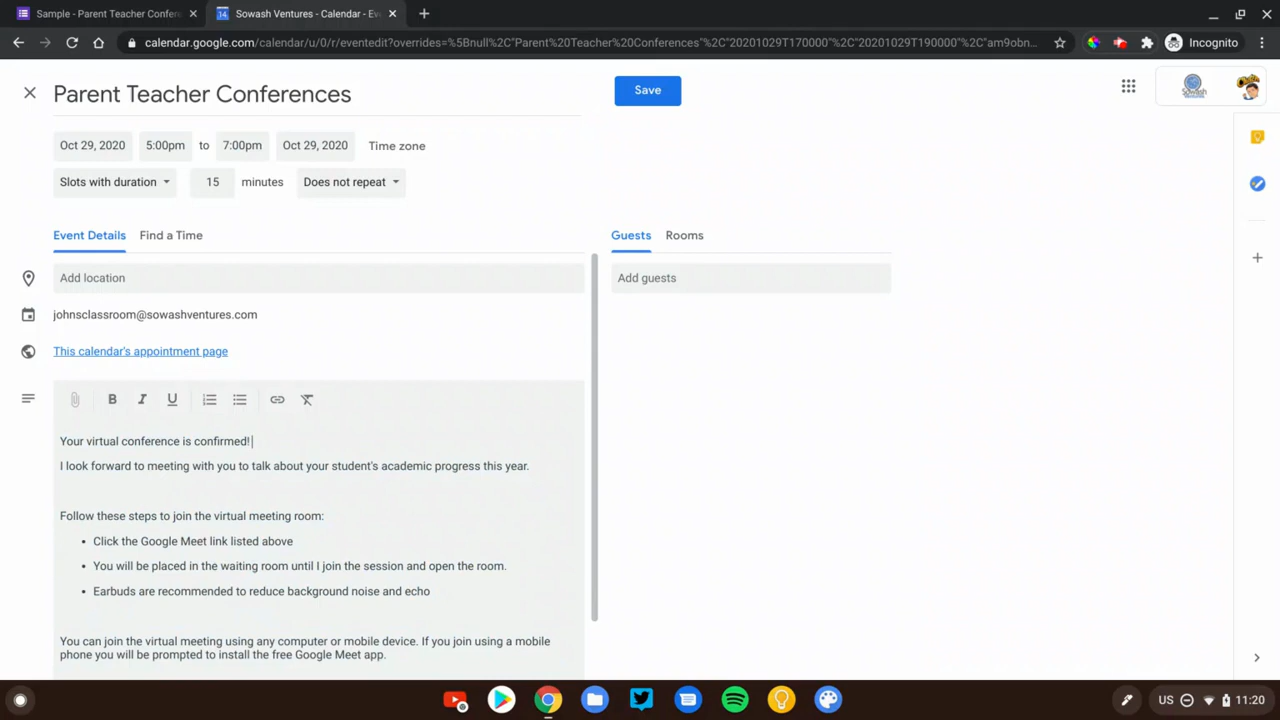 Sample - Parent Teacher Confere
Sowash Ventures - Calendar - Eve
calendar.google.com/calendar/u/0/r/eventedit?overrides=%5Bnull%2C"Parent%20Teacher%20Conferences"%2C"20201029T170000"%2C"20201029T190000"%2C"am9obn...
Incognito
Parent Teacher Conferences
Save
Oct 29, 2020 5:00pm to 7:00pm Oct 29, 2020 Time zone
Slots with duration 15 minutes Does not repeat
Event Details Find a Time
Guests Rooms
Add location
Add guests
johnsclassroom@sowashventures.com
This calendar's appointment page
B I U
Your virtual conference is confirmed!
I look forward to meeting with you to talk about your student's academic progress this year.
Follow these steps to join the virtual meeting room:
• Click the Google Meet link listed above
• You will be placed in the waiting room until I join the session and open the room.
• Earbuds are recommended to reduce background noise and echo
You can join the virtual meeting using any computer or mobile device. If you join using a mobile
phone you will be prompted to install the free Google Meet app.
US 11:20